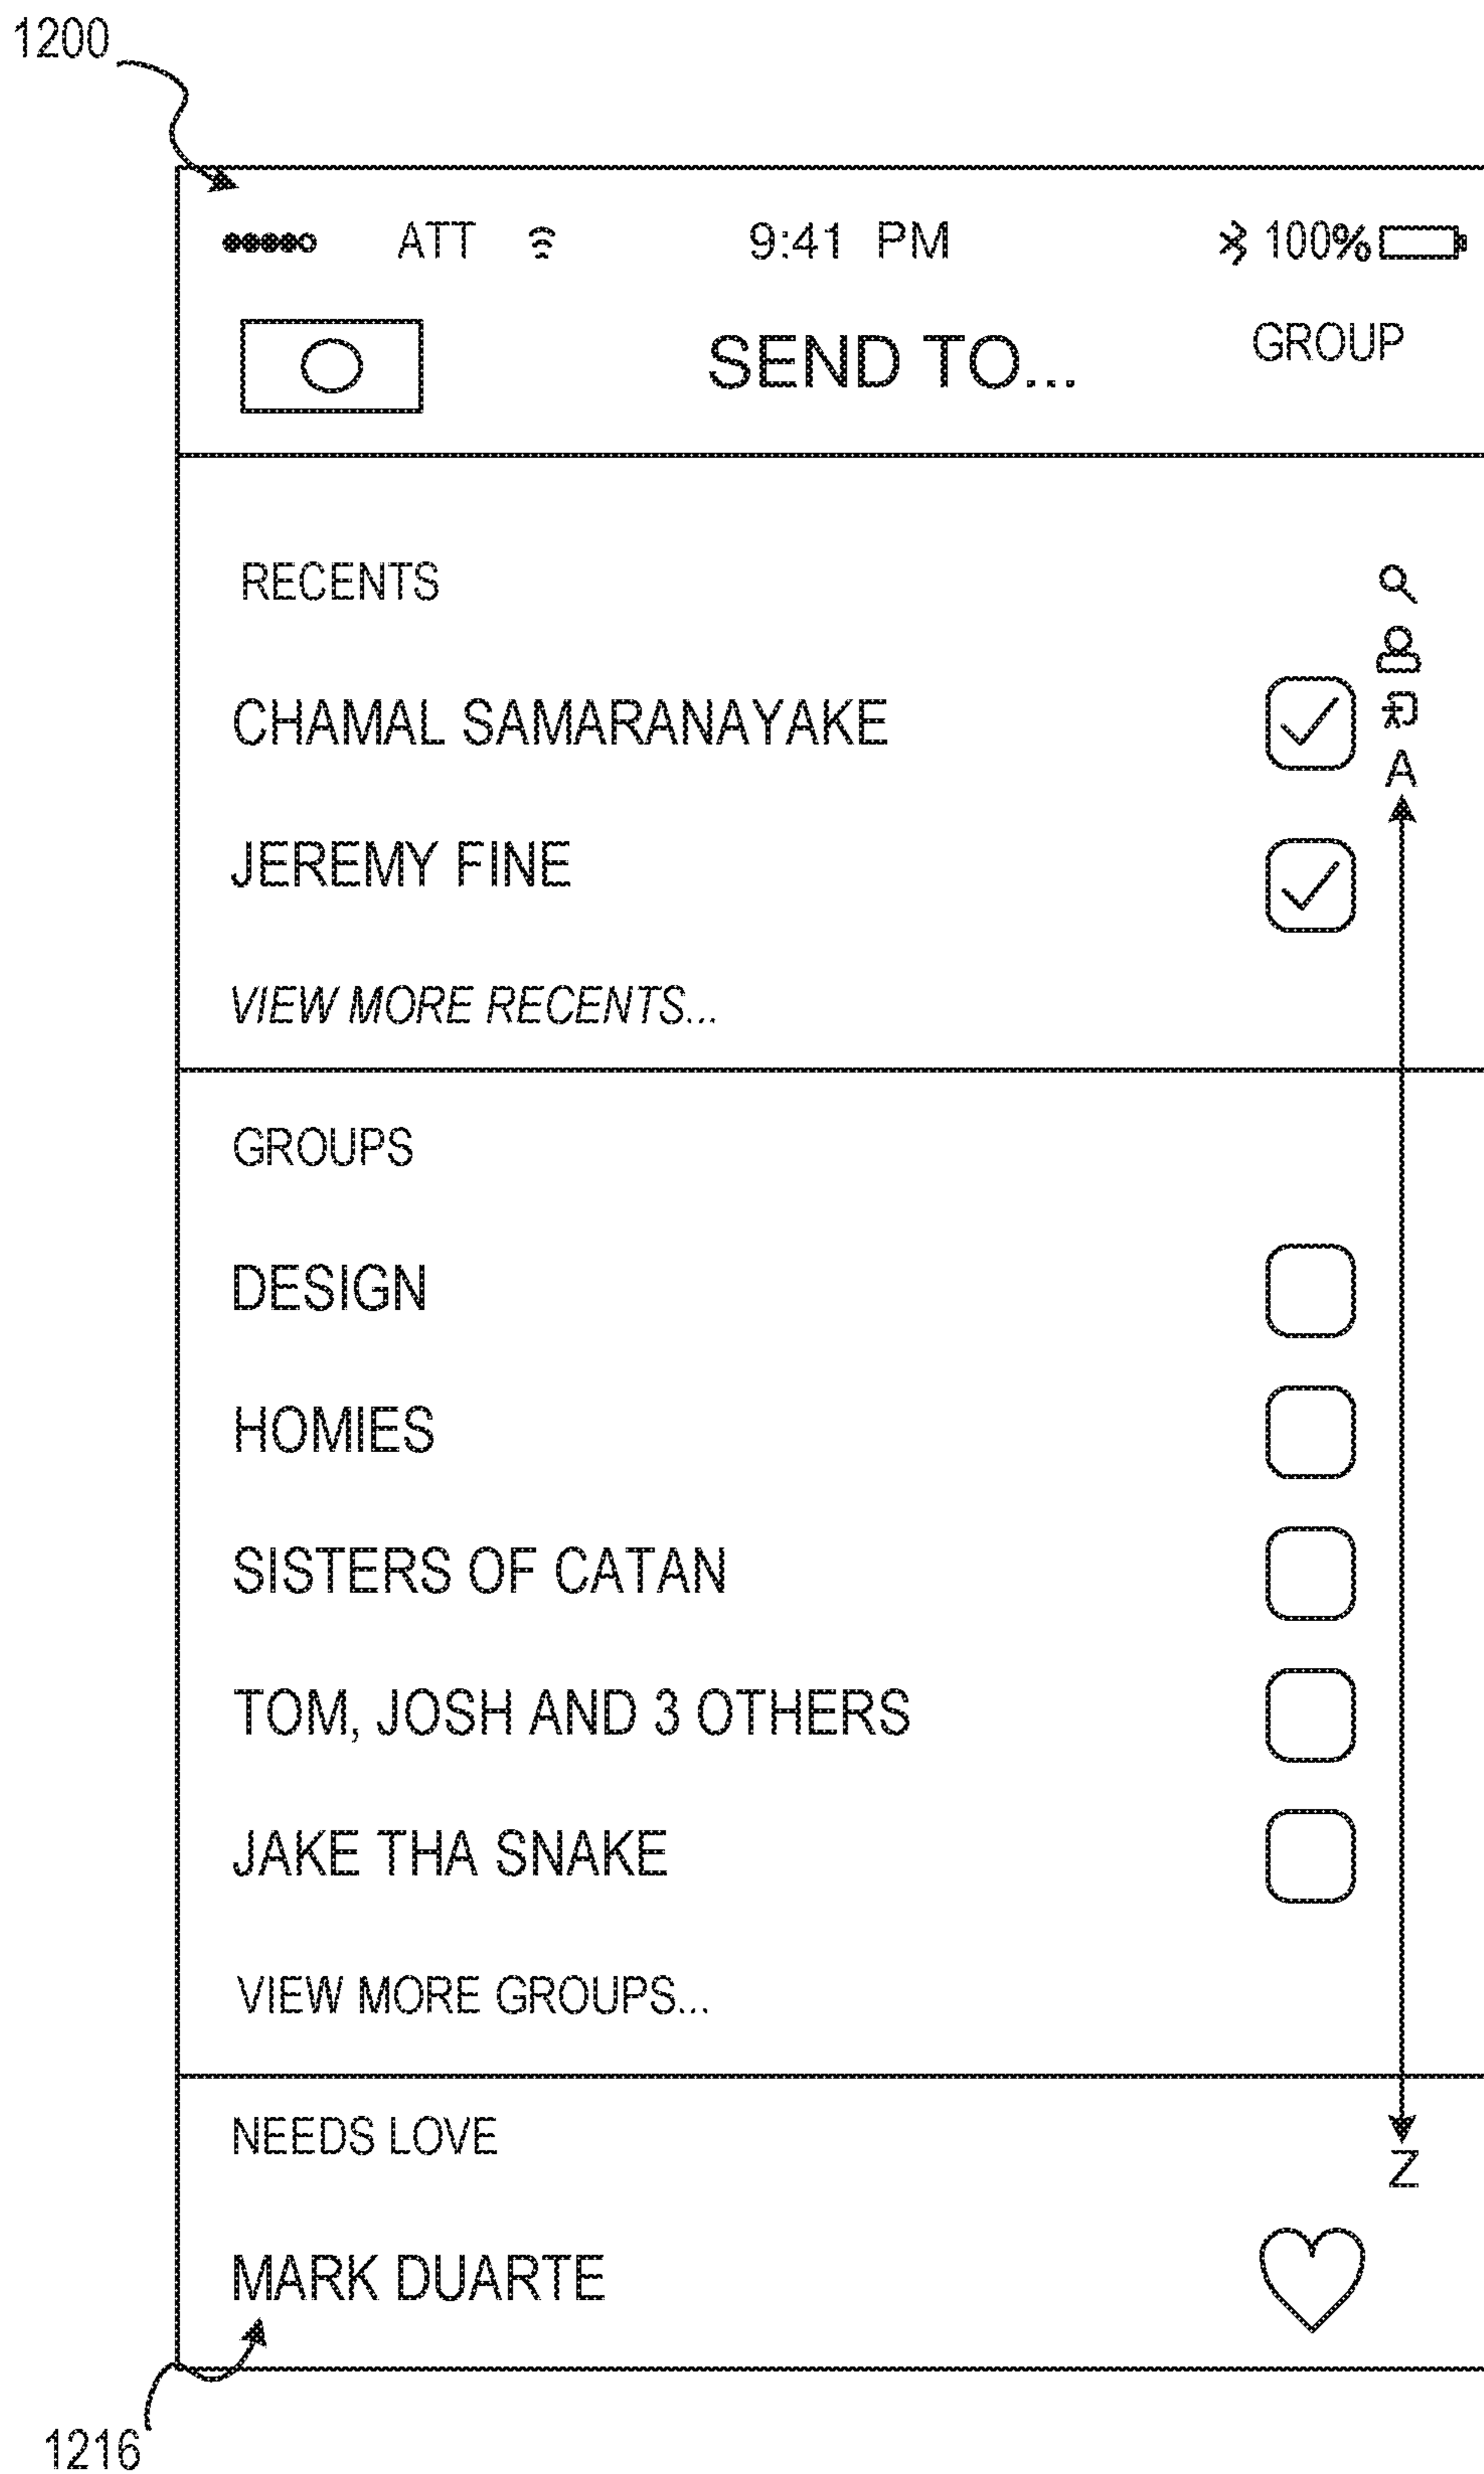 1200
ATT 9:41 PM 100%
SEND TO... GROUP
RECENTS
CHAMAL SAMARANAYAKE
A
JEREMY FINE
VIEW MORE RECENTS...
GROUPS
DESIGN
HOMIES
SISTERS OF CATAN
TOM, JOSH AND 3 OTHERS
JAKE THA SNAKE
VIEW MORE GROUPS...
NEEDS LOVE
Z
MARK DUARTE
1216